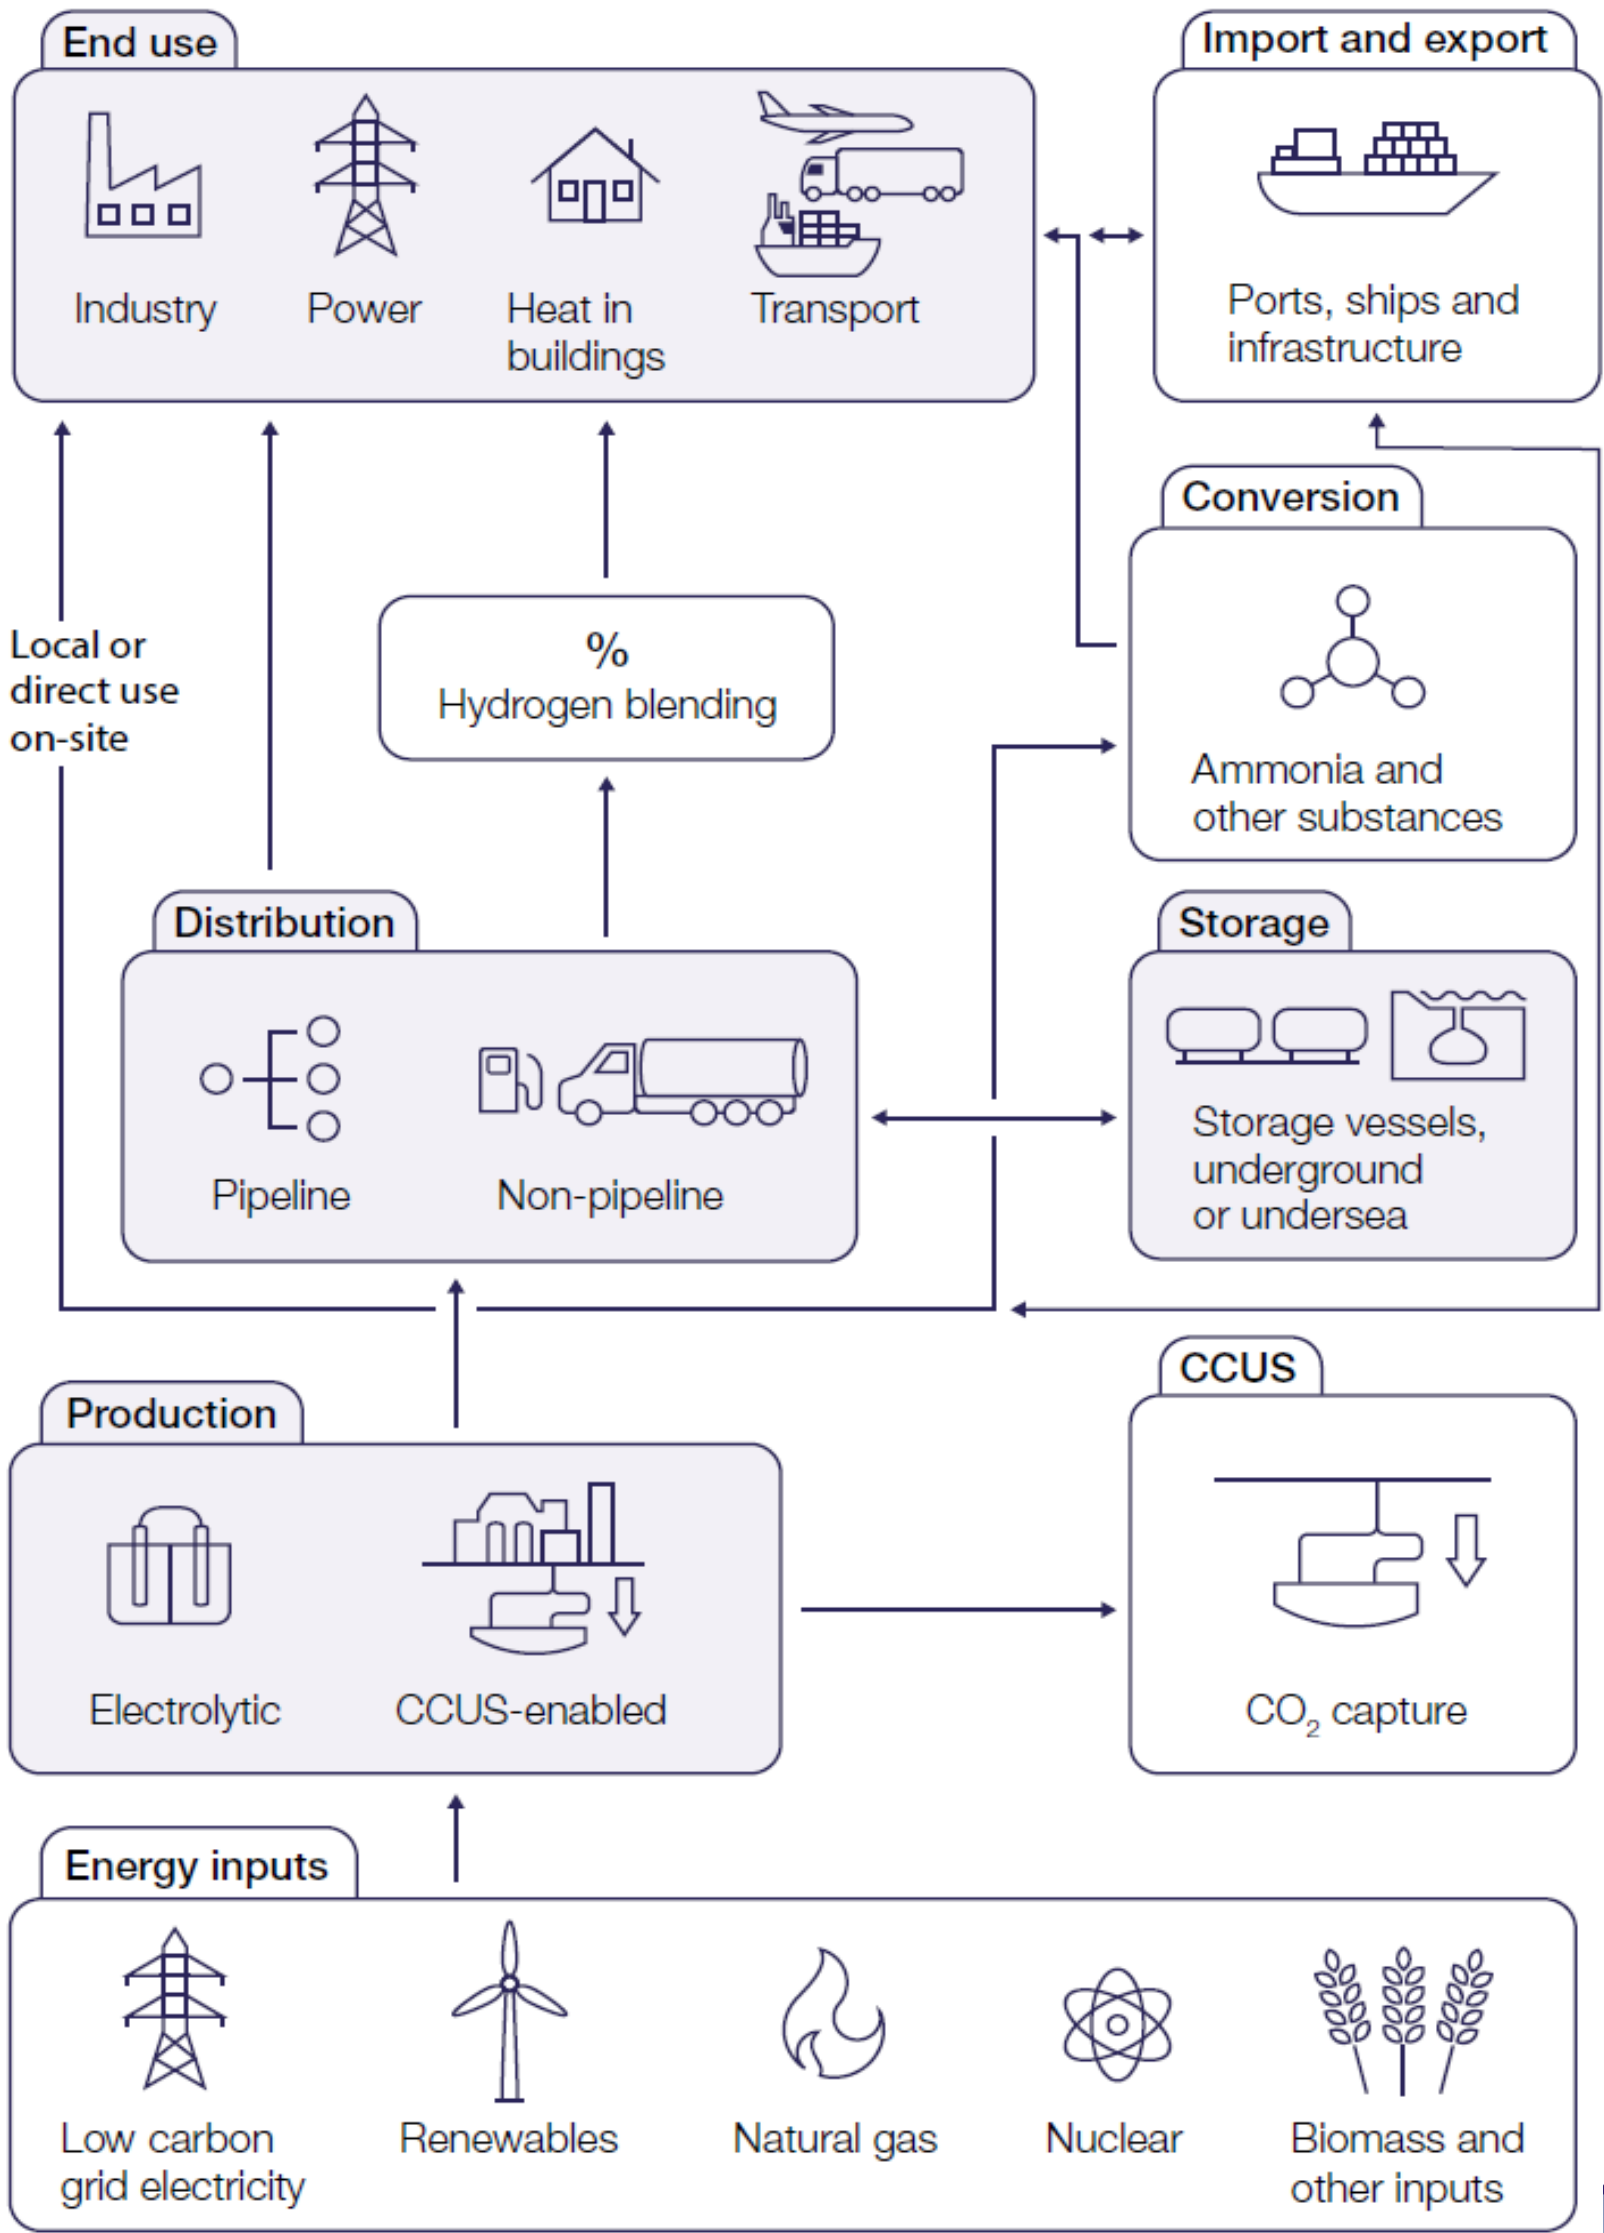 End use
Industry
Power
Heat in
buildings
Transport
Import and export
Ports, ships and
infrastructure
Local or
direct use
on-site
%
Hydrogen blending
Conversion
Ammonia and
other substances
Distribution
Pipeline
Non-pipeline
Storage
Storage vessels,
underground
or undersea
Production
Electrolytic
CCUS-enabled
CCUS
CO₂ capture
Energy inputs
Low carbon
grid electricity
Renewables
Natural gas
Nuclear
Biomass and
other inputs